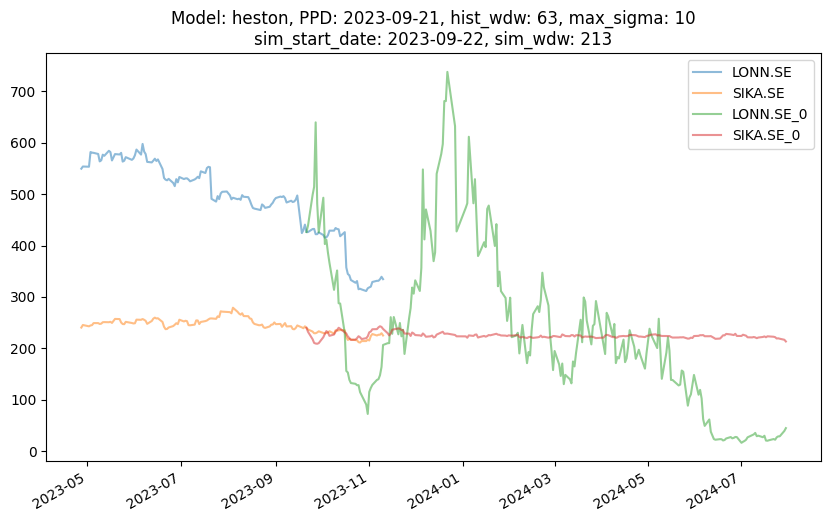 Model: heston, PPD: 2023-09-21, hist_wdw: 63, max_sigma: 10
sim_start_date: 2023-09-22, sim_wdw: 213
LONN.SE
SIKA.SE
LONN.SE_0
SIKA.SE_0
700
600
500
400
300
200
100
0
2023-05
2023-07
2023-09
2023-11
2024-01
2024-03
2024-05
2024-07